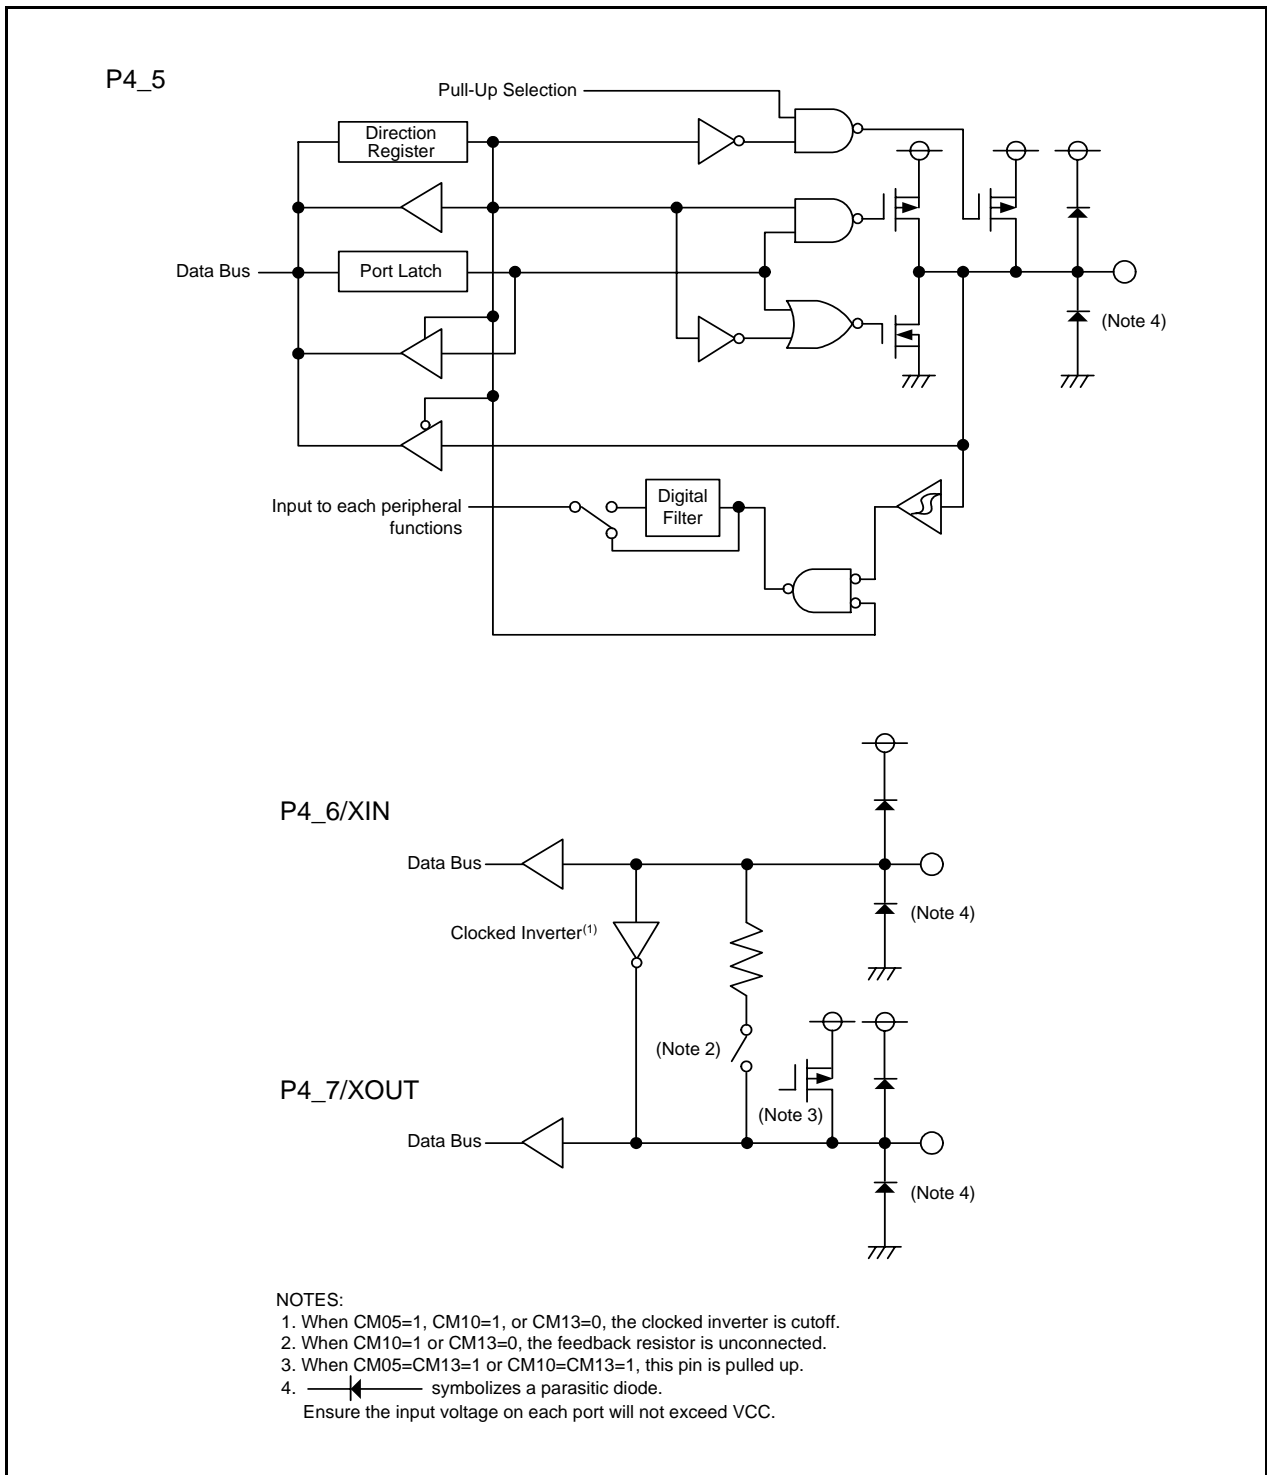 P4_5
Pull-Up Selection
Direction
Register
Data Bus
Port Latch
(Note 4)
Input to each peripheral
functions
Digital
Filter
P4_6/XIN
Data Bus
Clocked Inverter(1)
(Note 4)
(Note 2)
P4_7/XOUT
(Note 3)
Data Bus
(Note 4)
NOTES:
1. When CM05=1, CM10=1, or CM13=0, the clocked inverter is cutoff.
2. When CM10=1 or CM13=0, the feedback resistor is unconnected.
3. When CM05=CM13=1 or CM10=CM13=1, this pin is pulled up.
4. symbolizes a parasitic diode.
Ensure the input voltage on each port will not exceed VCC.